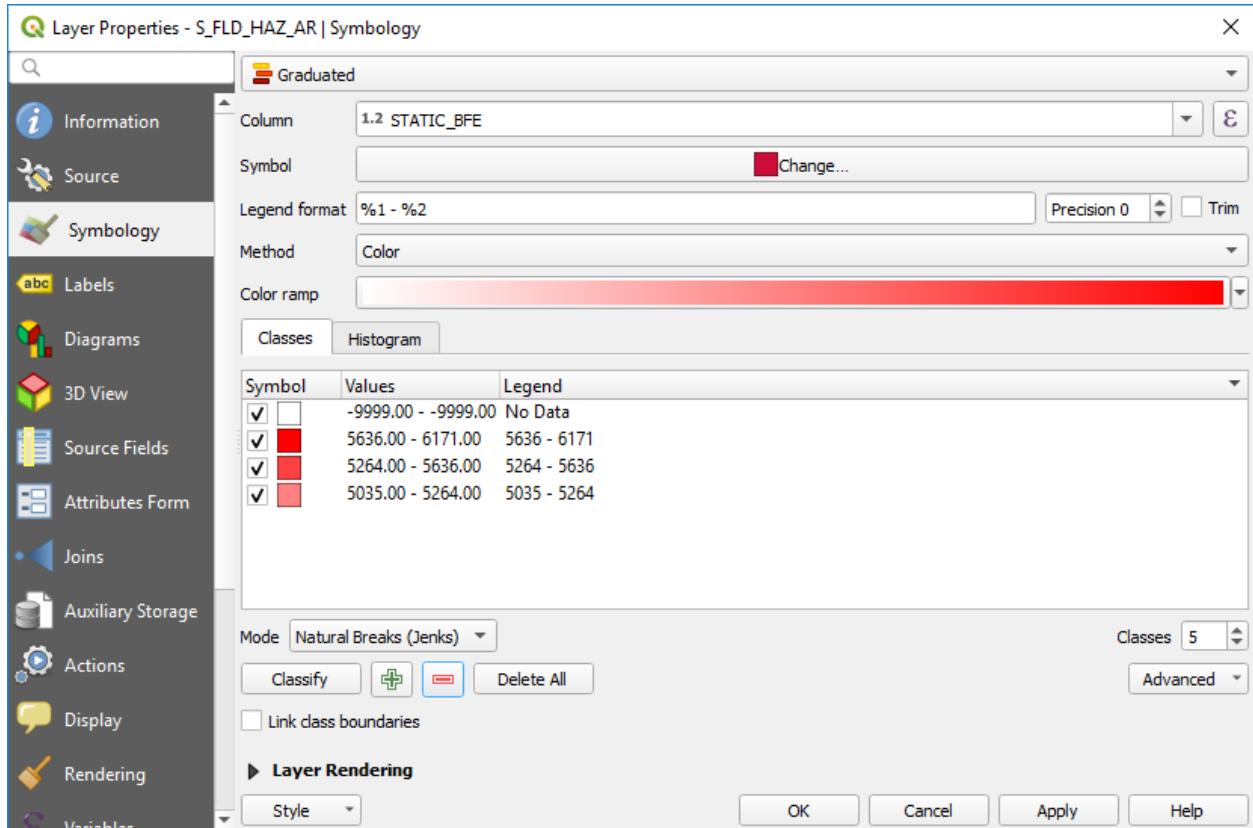 Layer Properties - S_FLD_HAZ_AR | Symbology
Information
Source
Symbology
abc Labels
Diagrams
3D View
Source Fields
Attributes Form
Joins
Auxiliary Storage
Actions
Display
Rendering
Variables
Graduated
Column 1.2 STATIC_BFE ε
Symbol Change...
Legend format %1 - %2 Precision 0 Trim
Method Color
Color ramp
Classes Histogram
Symbol Values Legend
-9999.00 - -9999.00 No Data
5636.00 - 6171.00 5636 - 6171
5264.00 - 5636.00 5264 - 5636
5035.00 - 5264.00 5035 - 5264
Mode Natural Breaks (Jenks) Classes 5
Classify Delete All Advanced
Link class boundaries
Layer Rendering
Style OK Cancel Apply Help